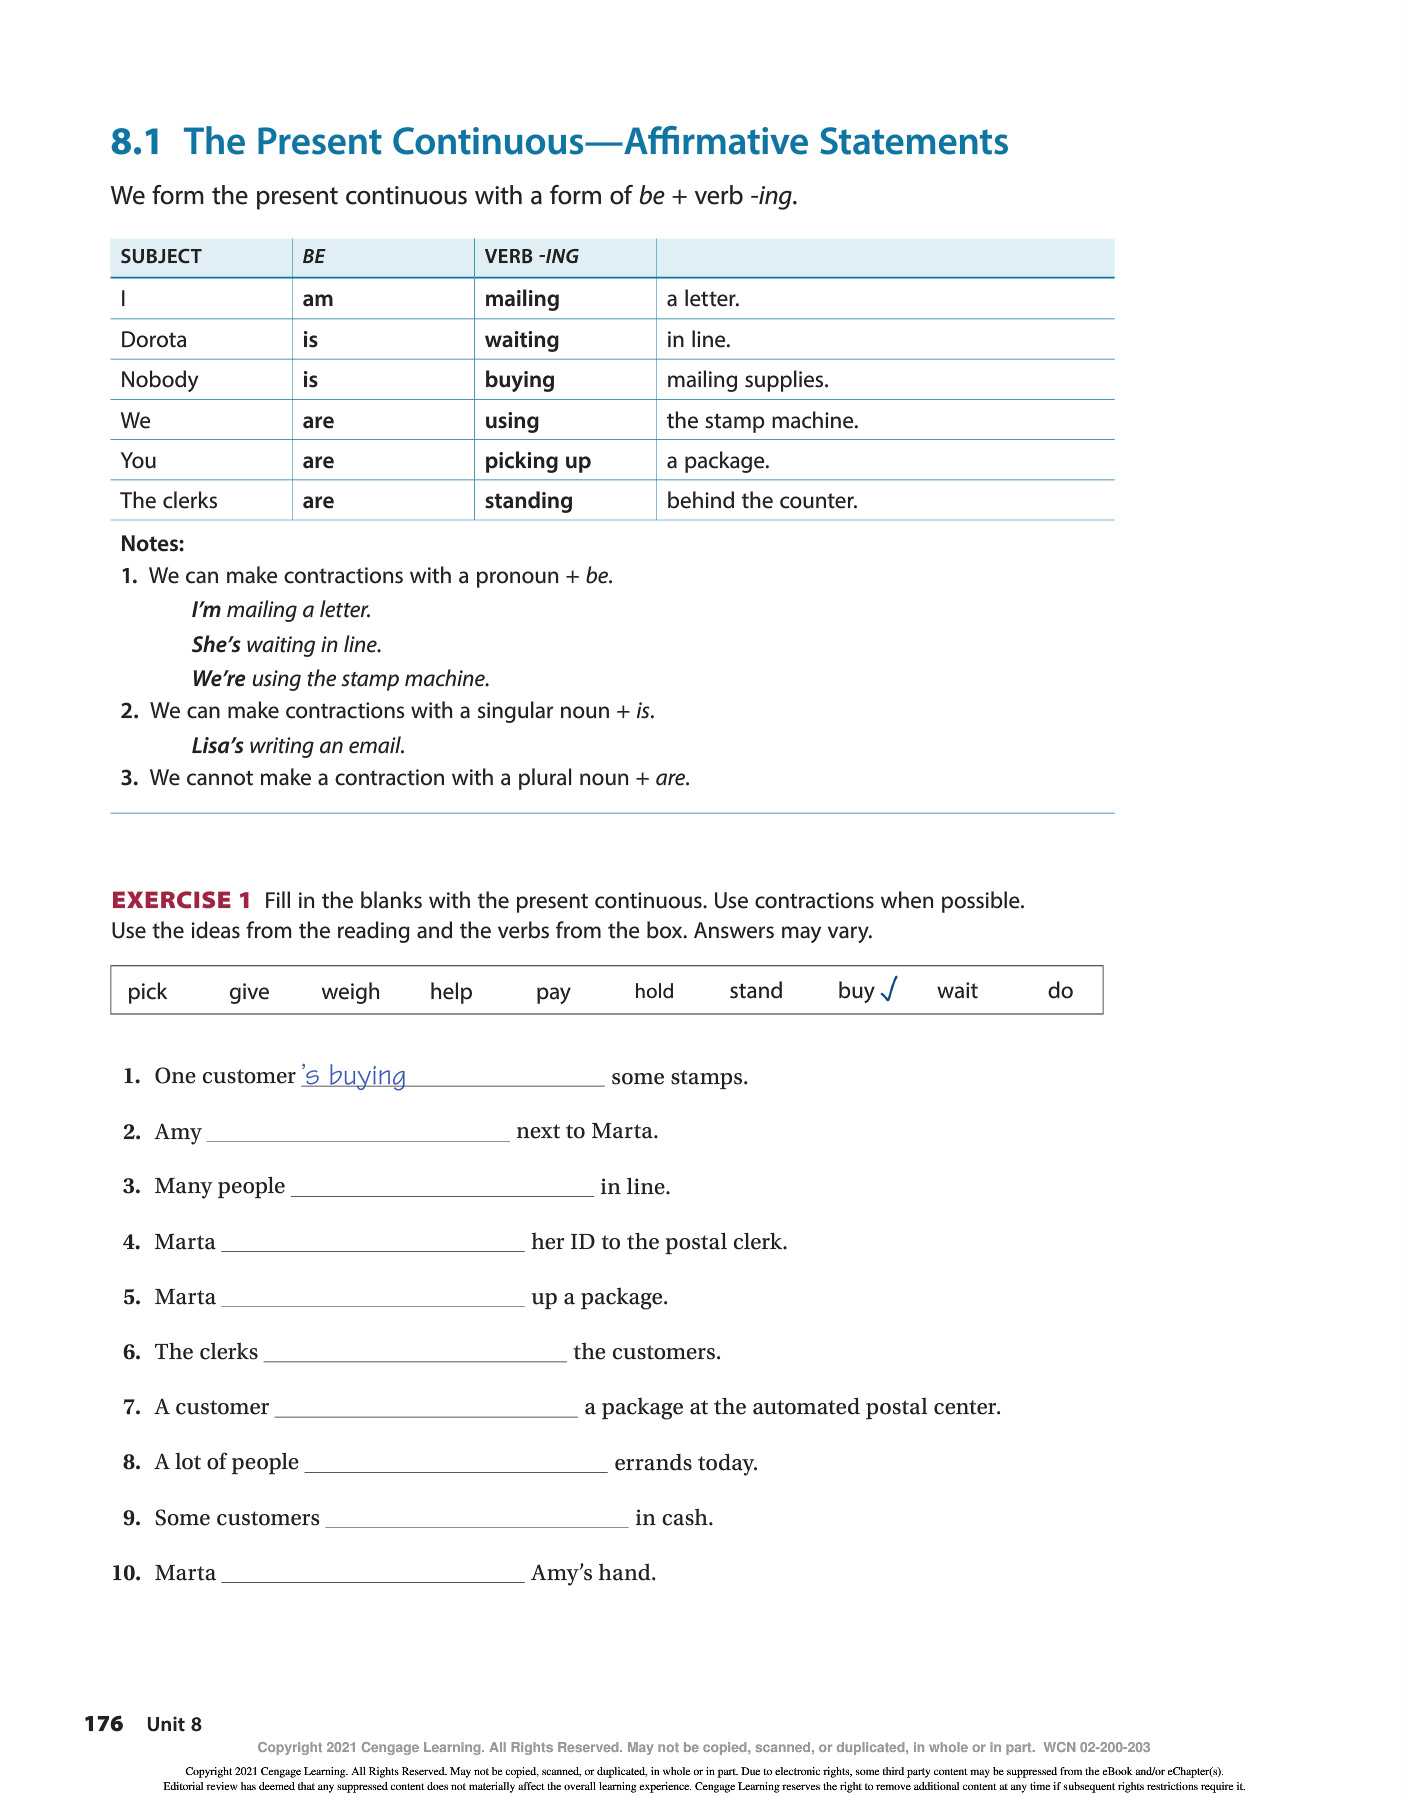 8.1 The Present Continuous—Affirmative Statements
We form the present continuous with a form of be + verb -ing.
SUBJECT BE VERB -ING
I am mailing a letter.
Dorota is waiting in line.
Nobody is buying mailing supplies.
We are using the stamp machine.
You are picking up a package.
The clerks are standing behind the counter.
Notes:
1. We can make contractions with a pronoun + be.
I’m mailing a letter.
She’s waiting in line.
We’re using the stamp machine.
2. We can make contractions with a singular noun + is.
Lisa’s writing an email.
3. We cannot make a contraction with a plural noun + are.
EXERCISE 1 Fill in the blanks with the present continuous. Use contractions when possible.
Use the ideas from the reading and the verbs from the box. Answers may vary.
pick give weigh help pay hold stand buy ✓ wait do
1. One customer ’s buying some stamps.
2. Amy ____ next to Marta.
3. Many people ____ in line.
4. Marta ____ her ID to the postal clerk.
5. Marta ____ up a package.
6. The clerks ____ the customers.
7. A customer ____ a package at the automated postal center.
8. A lot of people ____ errands today.
9. Some customers ____ in cash.
10. Marta ____ Amy’s hand.
176 Unit 8
Copyright 2021 Cengage Learning. All Rights Reserved. May not be copied, scanned, or duplicated, in whole or in part. WCN 02-200-203
Copyright 2021 Cengage Learning. All Rights Reserved. May not be copied, scanned, or duplicated, in whole or in part. Due to electronic rights, some third party content may be suppressed from the eBook and/or eChapter(s).
Editorial review has deemed that any suppressed content does not materially affect the overall learning experience. Cengage Learning reserves the right to remove additional content at any time if subsequent rights restrictions require it.